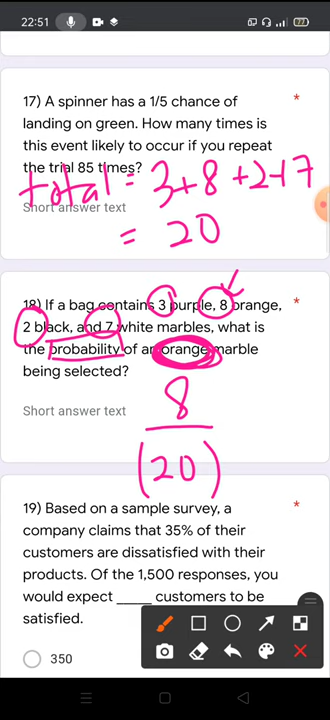 22:51
77
17) A spinner has a 1/5 chance of *
landing on green. How many times is
this event likely to occur if you repeat
the trial 85 times?
total = 3+8+2+7
Short answer text
= 20
18) If a bag contains 3 purple, 8 orange, *
2 black, and 7 white marbles, what is
the probability of an orange marble
being selected?
8
Short answer text
(20)
19) Based on a sample survey, a *
company claims that 35% of their
customers are dissatisfied with their
products. Of the 1,500 responses, you
would expect _____ customers to be
satisfied.
350